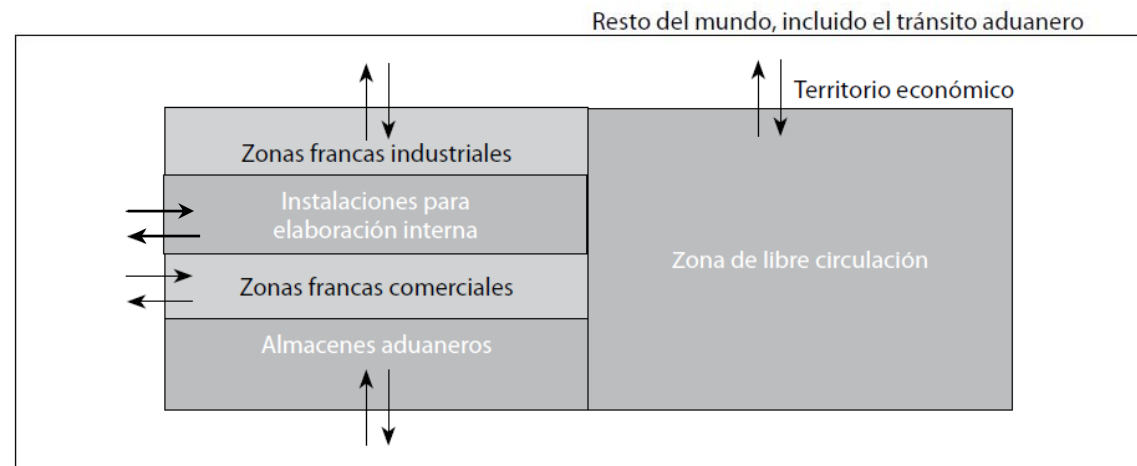 Resto del mundo, incluido el tránsito aduanero
Territorio económico
Zonas francas industriales
Instalaciones para
elaboración interna
Zonas francas comerciales
Almacenes aduaneros
Zona de libre circulación